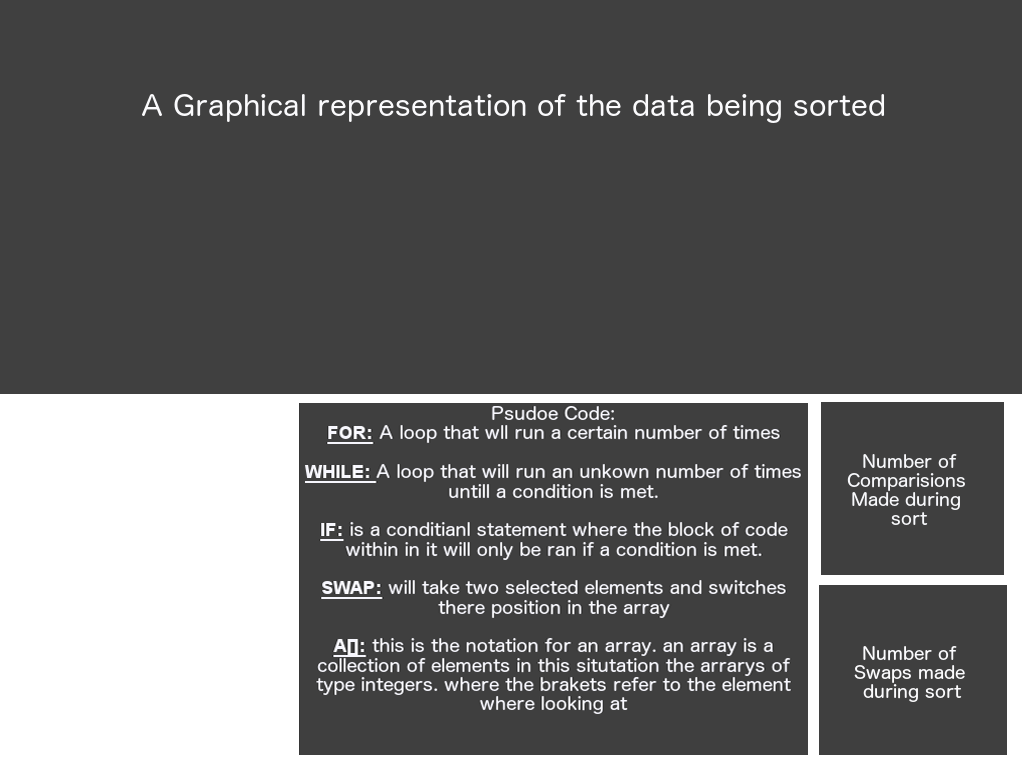 A Graphical representation of the data being sorted
Psudoe Code:
FOR: A loop that wll run a certain number of times
WHILE: A loop that will run an unkown number of times
untill a condition is met.
IF: is a conditianl statement where the block of code
within in it will only be ran if a condition is met.
SWAP: will take two selected elements and switches
there position in the array
A[]: this is the notation for an array. an array is a
collection of elements in this situtation the arrarys of
type integers. where the brakets refer to the element
where looking at
Number of
Comparisions
Made during
sort
Number of
Swaps made
during sort